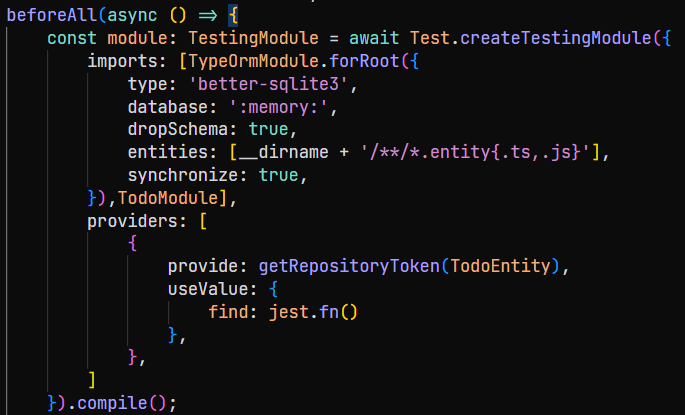 beforeAll(async () => {
    const module: TestingModule = await Test.createTestingModule({
        imports: [TypeOrmModule.forRoot({
            type: 'better-sqlite3',
            database: ':memory:',
            dropSchema: true,
            entities: [__dirname + '/**/*.entity{.ts,.js}'],
            synchronize: true,
        }),TodoModule],
        providers: [
            {
                provide: getRepositoryToken(TodoEntity),
                useValue: {
                    find: jest.fn()
                },
            },
        ]
    }).compile();